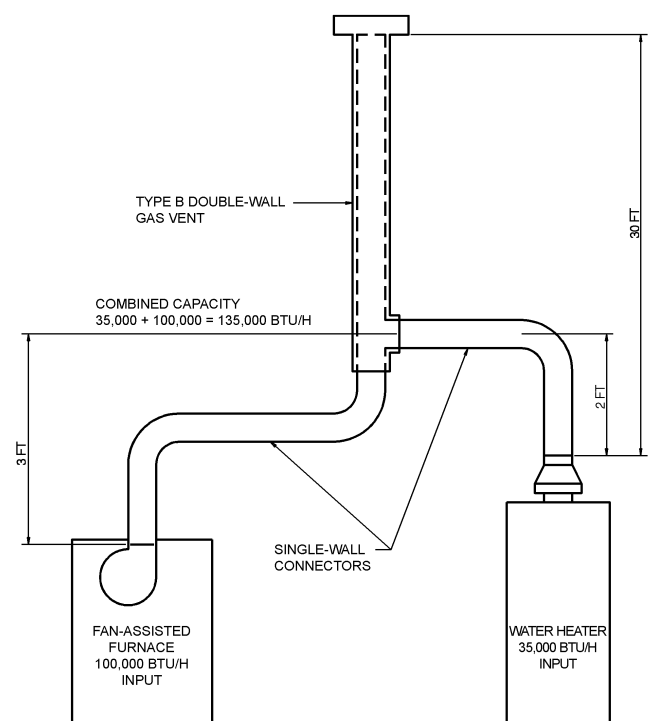 TYPE B DOUBLE-WALL
GAS VENT
30 FT
COMBINED CAPACITY
35,000 + 100,000 = 135,000 BTU/H
3 FT
2 FT
SINGLE-WALL
CONNECTORS
FAN-ASSISTED
FURNACE
100,000 BTU/H
INPUT
WATER HEATER
35,000 BTU/H
INPUT